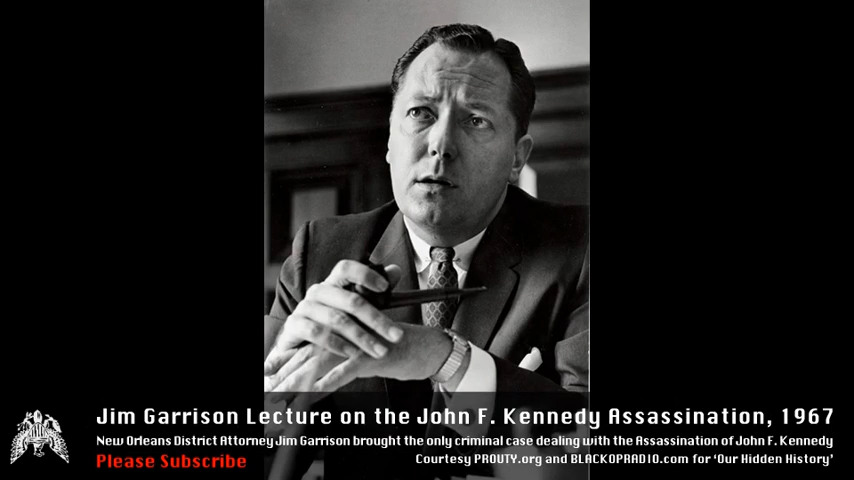 Jim Garrison Lecture on the John F. Kennedy Assassination, 1967
New Orleans District Attorney Jim Garrison brought the only criminal case dealing with the Assassination of John F. Kennedy
Please Subscribe
Courtesy PROUTY.org and BLACKOPRADIO.com for 'Our Hidden History'